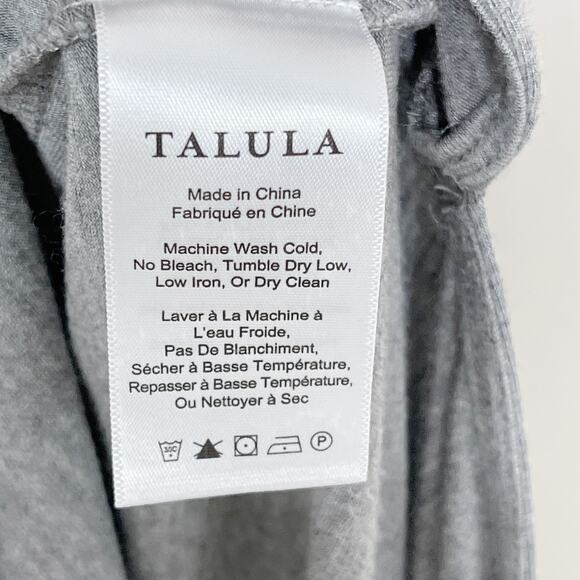 TALULA
Made in China
Fabriqué en Chine
Machine Wash Cold,
No Bleach, Tumble Dry Low,
Low Iron, Or Dry Clean
Laver à La Machine à
L'eau Froide,
Pas De Blanchiment,
Sécher à Basse Température,
Repasser à Basse Température,
Ou Nettoyer à Sec
30C P